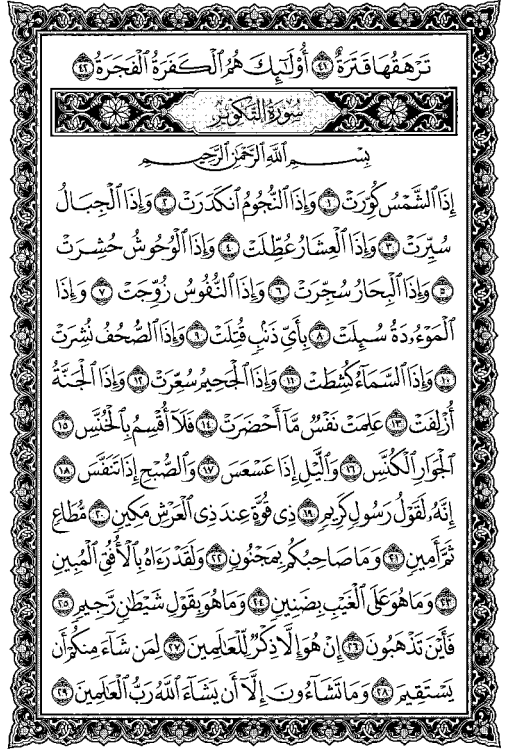 تَرْهَقُهَا قَتَرَةٌ ﴿٤١﴾ أُوْلَٰٓئِكَ هُمُ ٱلْكَفَرَةُ ٱلْفَجَرَةُ ﴿٤٢﴾
سُورَةُ التَّكْوِيرِ
بِسْمِ ٱللَّهِ ٱلرَّحْمَٰنِ ٱلرَّحِيمِ
إِذَا ٱلشَّمْسُ كُوِّرَتْ ﴿١﴾ وَإِذَا ٱلنُّجُومُ ٱنكَدَرَتْ ﴿٢﴾ وَإِذَا ٱلْجِبَالُ
سُيِّرَتْ ﴿٣﴾ وَإِذَا ٱلْعِشَارُ عُطِّلَتْ ﴿٤﴾ وَإِذَا ٱلْوُحُوشُ حُشِرَتْ
﴿٥﴾ وَإِذَا ٱلْبِحَارُ سُجِّرَتْ ﴿٦﴾ وَإِذَا ٱلنُّفُوسُ زُوِّجَتْ ﴿٧﴾ وَإِذَا
ٱلْمَوْءُۥدَةُ سُئِلَتْ ﴿٨﴾ بِأَىِّ ذَنۢبٍ قُتِلَتْ ﴿٩﴾ وَإِذَا ٱلصُّحُفُ نُشِرَتْ
﴿١٠﴾ وَإِذَا ٱلسَّمَآءُ كُشِطَتْ ﴿١١﴾ وَإِذَا ٱلْجَحِيمُ سُعِّرَتْ ﴿١٢﴾ وَإِذَا ٱلْجَنَّةُ
أُزْلِفَتْ ﴿١٣﴾ عَلِمَتْ نَفْسٌ مَّآ أَحْضَرَتْ ﴿١٤﴾ فَلَآ أُقْسِمُ بِٱلْخُنَّسِ ﴿١٥﴾
ٱلْجَوَارِ ٱلْكُنَّسِ ﴿١٦﴾ وَٱلَّيْلِ إِذَا عَسْعَسَ ﴿١٧﴾ وَٱلصُّبْحِ إِذَا تَنَفَّسَ ﴿١٨﴾
إِنَّهُۥ لَقَوْلُ رَسُولٍ كَرِيمٍ ﴿١٩﴾ ذِى قُوَّةٍ عِندَ ذِى ٱلْعَرْشِ مَكِينٍ ﴿٢٠﴾ مُّطَاعٍ
ثَمَّ أَمِينٍ ﴿٢١﴾ وَمَا صَاحِبُكُم بِمَجْنُونٍ ﴿٢٢﴾ وَلَقَدْ رَءَاهُ بِٱلْأُفُقِ ٱلْمُبِينِ
﴿٢٣﴾ وَمَا هُوَ عَلَى ٱلْغَيْبِ بِضَنِينٍ ﴿٢٤﴾ وَمَا هُوَ بِقَوْلِ شَيْطَٰنٍ رَّجِيمٍ ﴿٢٥﴾
فَأَيْنَ تَذْهَبُونَ ﴿٢٦﴾ إِنْ هُوَ إِلَّا ذِكْرٌ لِّلْعَٰلَمِينَ ﴿٢٧﴾ لِمَن شَآءَ مِنكُمْ أَن
يَسْتَقِيمَ ﴿٢٨﴾ وَمَا تَشَآءُونَ إِلَّآ أَن يَشَآءَ ٱللَّهُ رَبُّ ٱلْعَٰلَمِينَ ﴿٢٩﴾